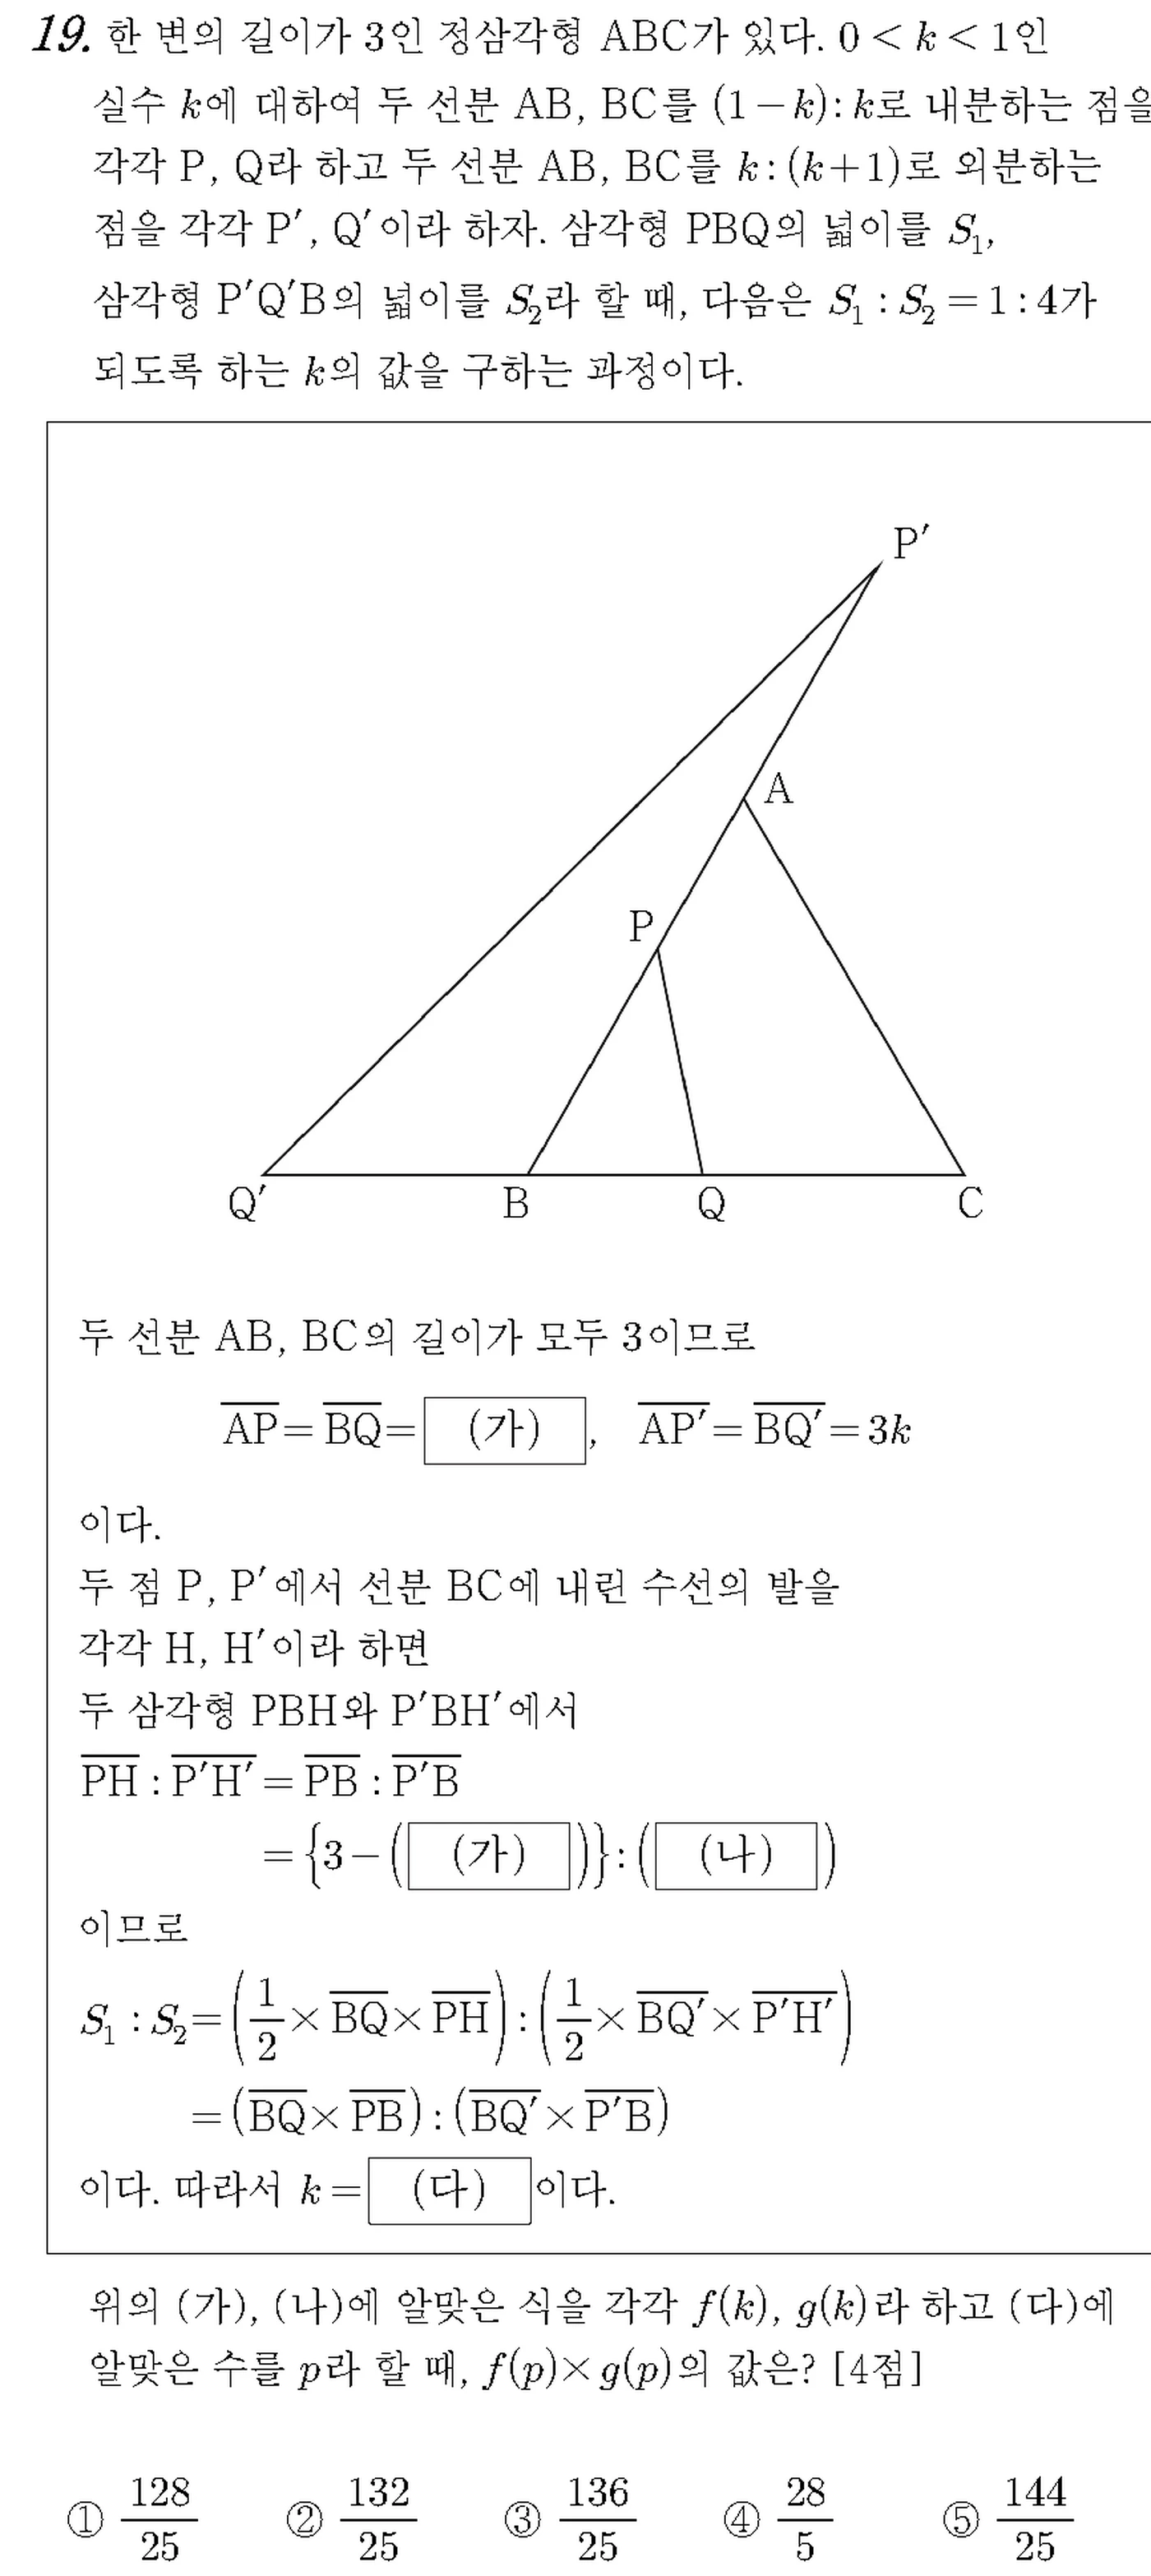 19. 한 변의 길이가 3인 정삼각형 ABC가 있다. 0 < k < 1인
실수 k에 대하여 두 선분 AB, BC를 (1-k):k로 내분하는 점을
각각 P, Q라 하고 두 선분 AB, BC를 k:(k+1)로 외분하는
점을 각각 P′, Q′이라 하자. 삼각형 PBQ의 넓이를 S₁,
삼각형 P′Q′B의 넓이를 S₂라 할 때, 다음은 S₁ : S₂ = 1 : 4가
되도록 하는 k의 값을 구하는 과정이다.
P′
A
P
Q′ B Q C
두 선분 AB, BC의 길이가 모두 3이므로
A̅P̅ = B̅Q̅ = (가), A̅P̅′ = B̅Q̅′ = 3k
이다.
두 점 P, P′에서 선분 BC에 내린 수선의 발을
각각 H, H′이라 하면
두 삼각형 PBH와 P′BH′에서
P̅H̅ : P̅′H̅′ = P̅B̅ : P̅′B̅
= {3-( (가) )} : ( (나) )
이므로
S₁ : S₂ = (1/2 × B̅Q̅ × P̅H̅) : (1/2 × B̅Q̅′ × P̅′H̅′)
= (B̅Q̅ × P̅B̅) : (B̅Q̅′ × P̅′B̅)
이다. 따라서 k = (다) 이다.
위의 (가), (나)에 알맞은 식을 각각 f(k), g(k)라 하고 (다)에
알맞은 수를 p라 할 때, f(p)×g(p)의 값은? [4점]
① 128/25 ② 132/25 ③ 136/25 ④ 28/5 ⑤ 144/25